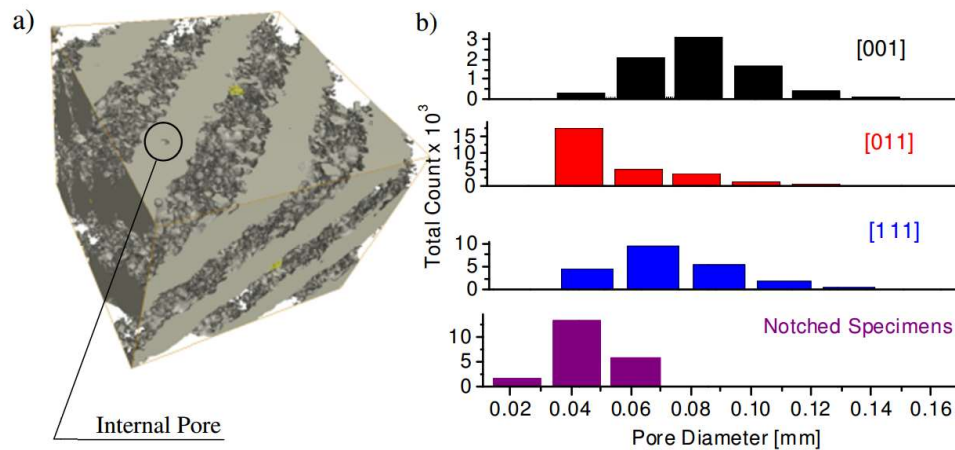 a)
Internal Pore
b)
Total Count x 10³
3
2
1
0
[001]
15
10
5
0
[011]
10
5
0
[111]
10
5
0
Notched Specimens
0.02 0.04 0.06 0.08 0.10 0.12 0.14 0.16
Pore Diameter [mm]